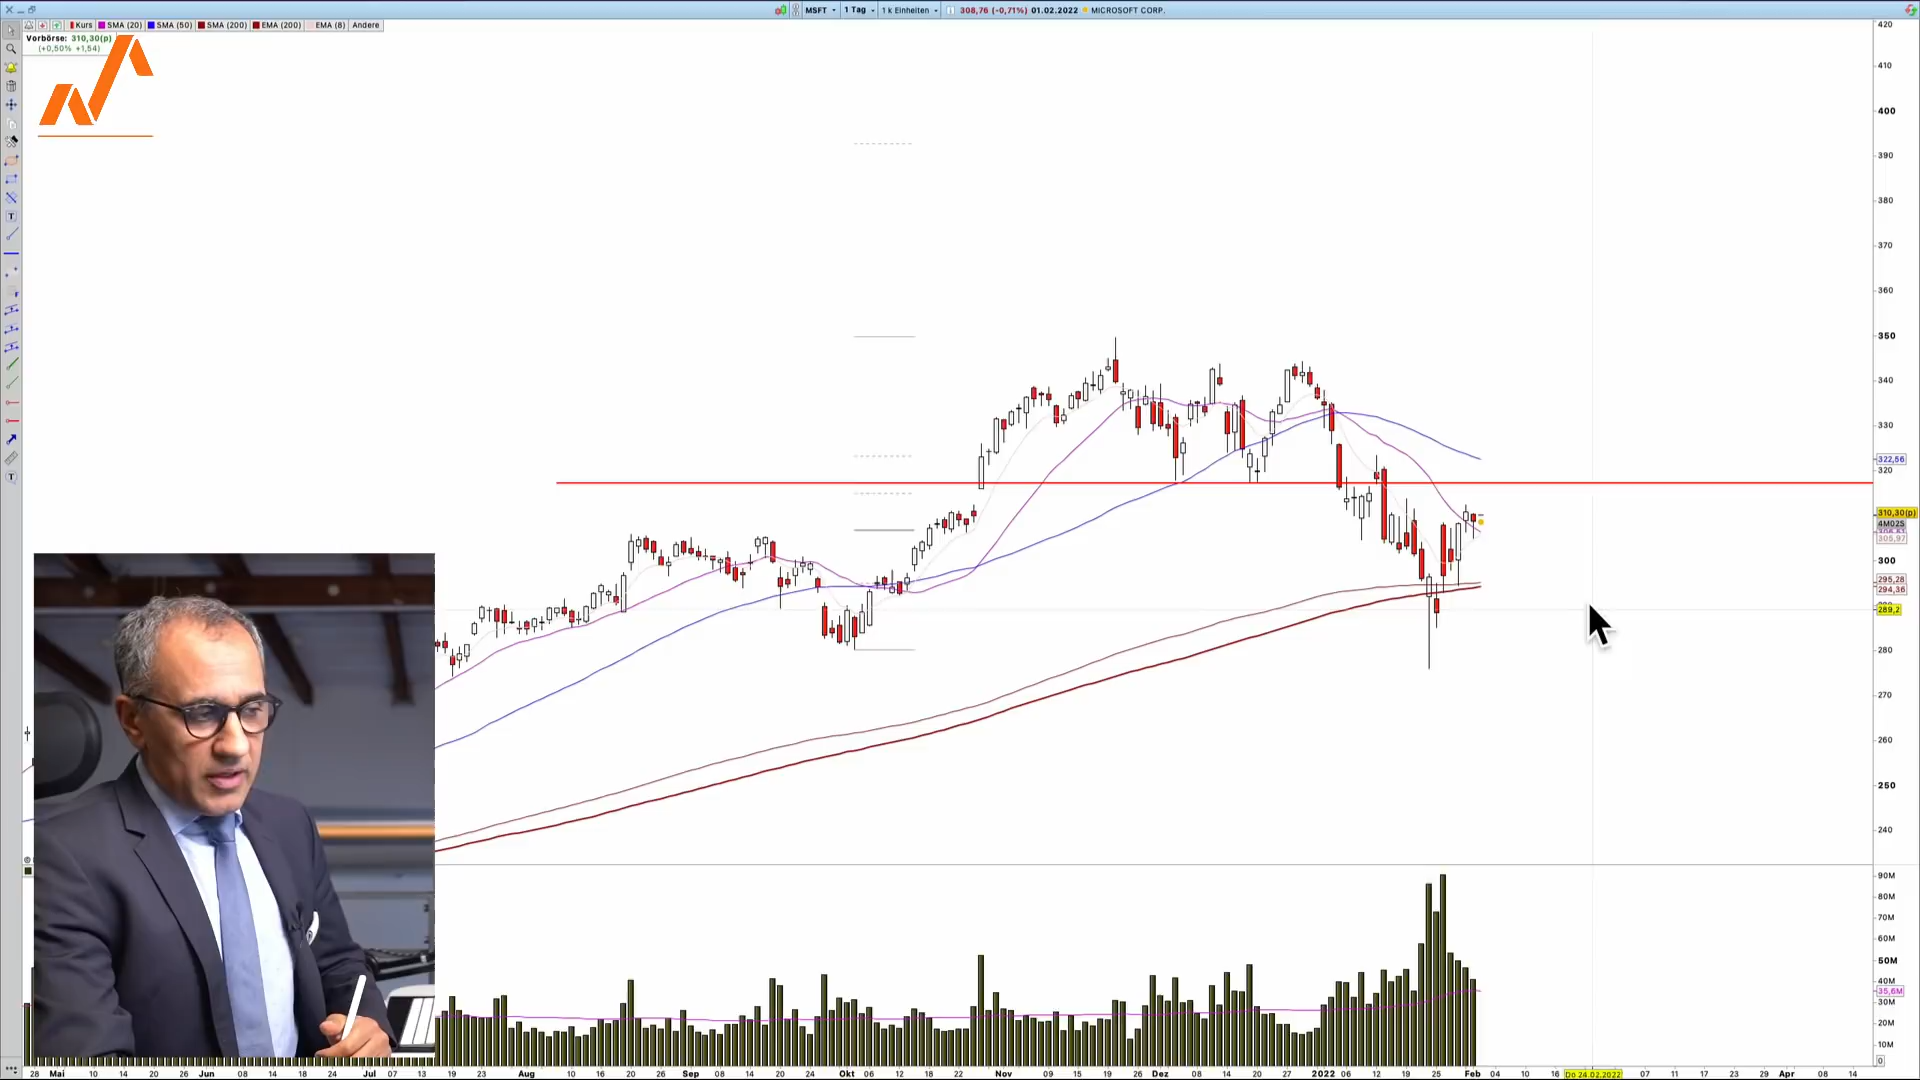 MSFT 1 Tag 1 k Einheiten 308,76 (-0,71%) 01.02.2022 MICROSOFT CORP.
Kurs SMA (20) SMA (50) SMA (200) EMA (200) EMA (8) Andere
Vorbörse: 310,30(p)
(+0,50% +1,54)
420
410
400
390
380
370
360
350
340
330
322,56
320
310,30(p)
4M02S
305,97
300
295,28
294,36
289,2
280
270
260
250
240
90M
80M
70M
60M
50M
40M
35,6M
30M
20M
10M
0
28 Mai 10 14 20 26 Jun 08 14 18 24 30 Jul 07 13 19 23 Aug 10 16 20 26 Sep 08 14 20 24 Okt 06 12 18 22 Nov 09 15 19 26 Dez 08 14 20 27 2022 06 12 19 25 Feb 04 10 16 Do 24.02.2022 07 11 17 23 29 Apr 08 14